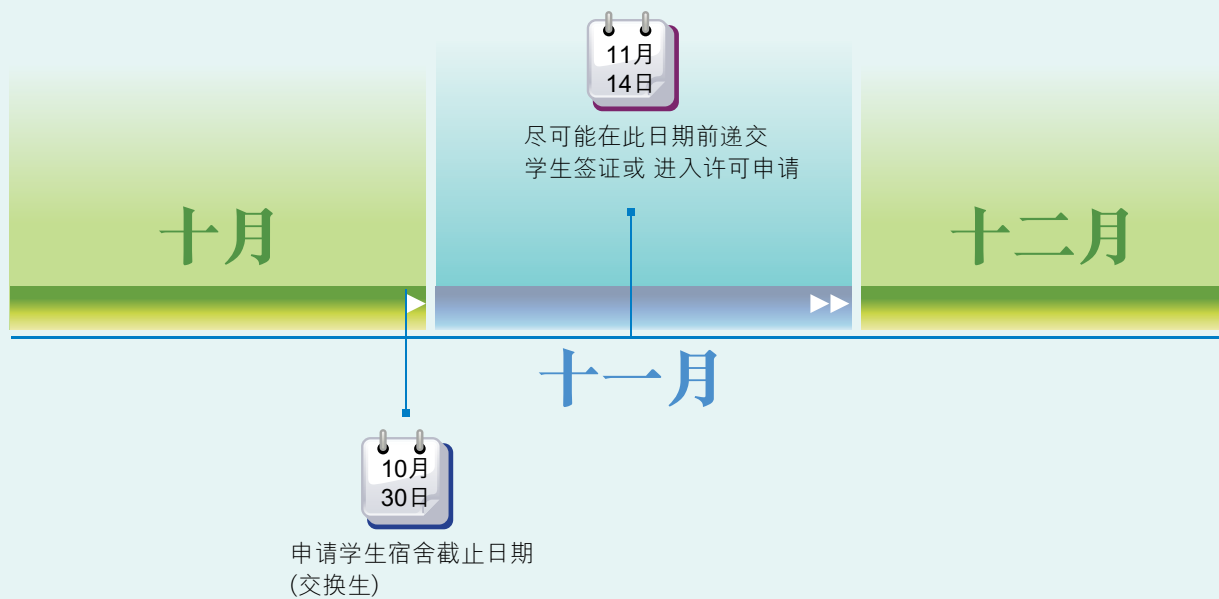 11月
14日
尽可能在此日期前递交
学生签证或 进入许可申请
十月
十二月
十一月
10月
30日
申请学生宿舍截止日期
(交换生)